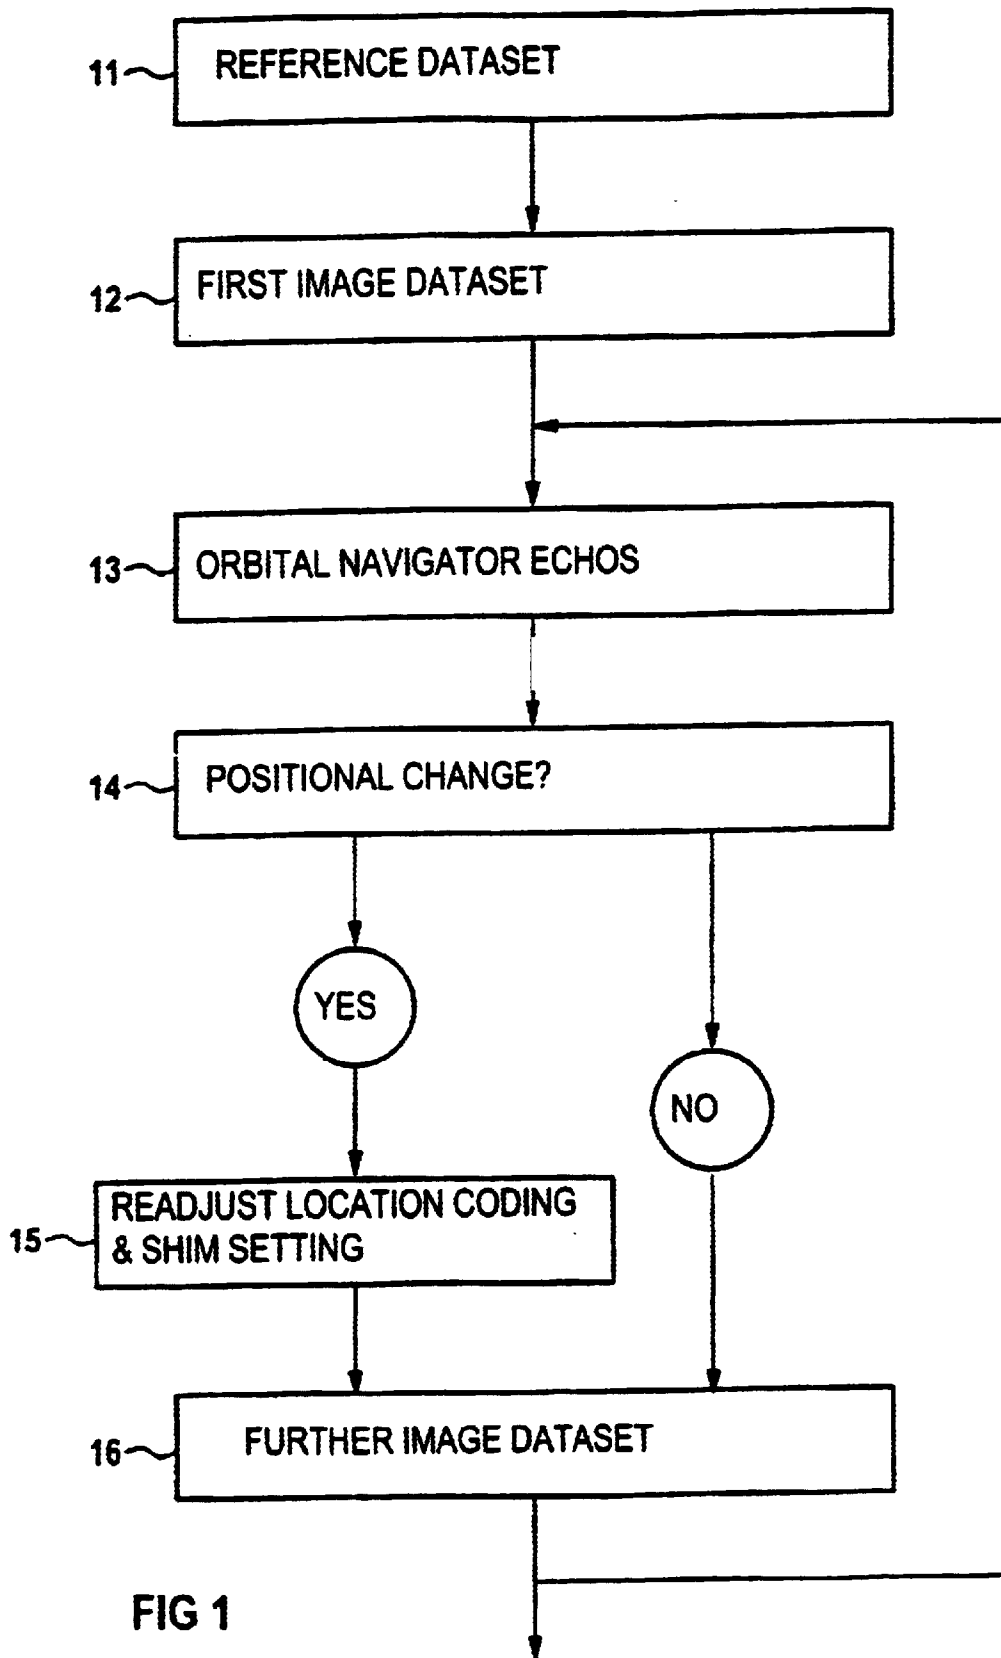 11 REFERENCE DATASET
12 FIRST IMAGE DATASET
13 ORBITAL NAVIGATOR ECHOS
14 POSITIONAL CHANGE?
YES
NO
15 READJUST LOCATION CODING
& SHIM SETTING
16 FURTHER IMAGE DATASET
FIG 1